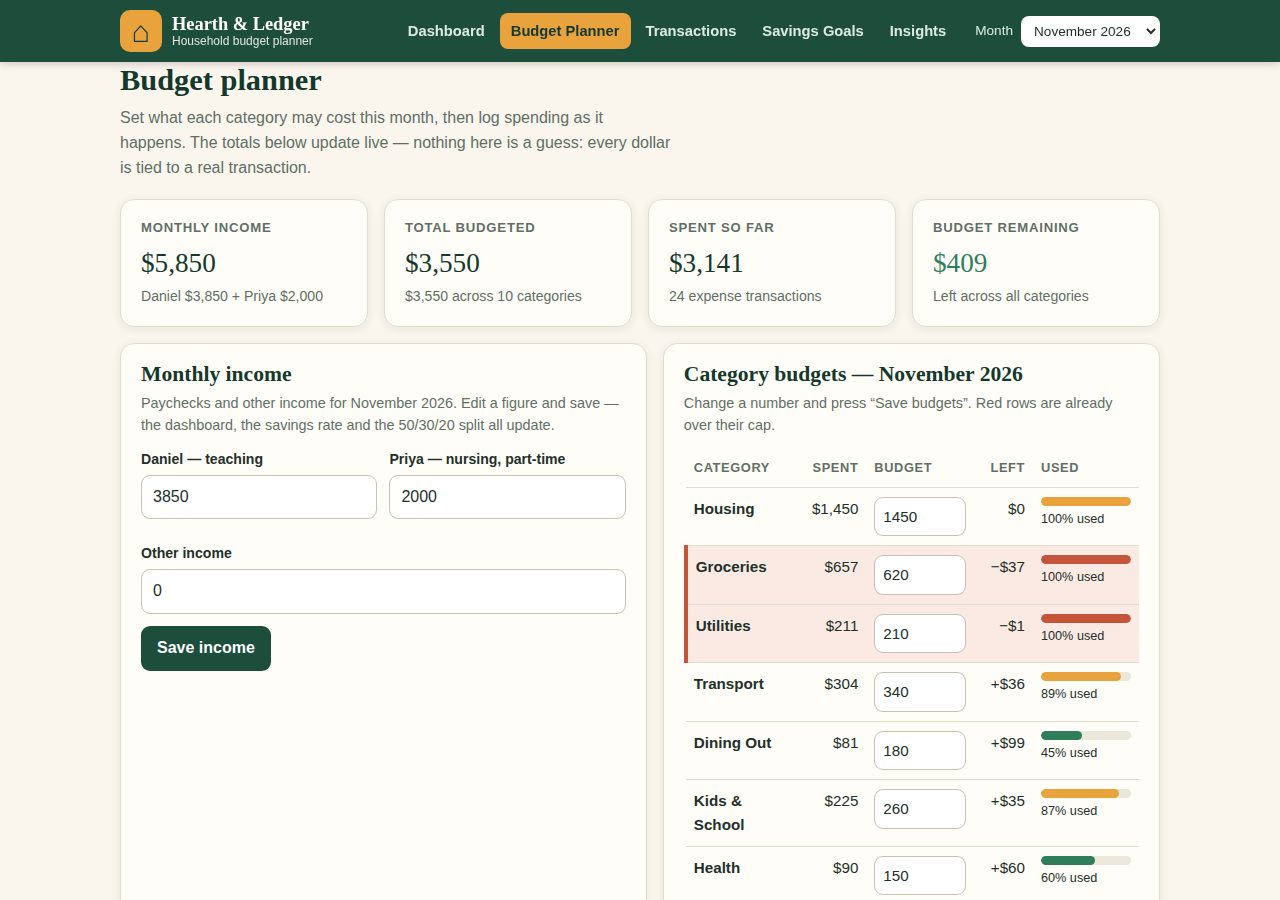 Hearth & Ledger
Household budget planner
Dashboard
Budget Planner
Transactions
Savings Goals
Insights
Month
November 2026
Budget planner
Set what each category may cost this month, then log spending as it
happens. The totals below update live — nothing here is a guess: every dollar
is tied to a real transaction.
MONTHLY INCOME
$5,850
Daniel $3,850 + Priya $2,000
TOTAL BUDGETED
$3,550
$3,550 across 10 categories
SPENT SO FAR
$3,141
24 expense transactions
BUDGET REMAINING
$409
Left across all categories
Monthly income
Paychecks and other income for November 2026. Edit a figure and save —
the dashboard, the savings rate and the 50/30/20 split all update.
Daniel — teaching
3850
Priya — nursing, part-time
2000
Other income
0
Save income
Category budgets — November 2026
Change a number and press “Save budgets”. Red rows are already
over their cap.
CATEGORY SPENT BUDGET LEFT USED
Housing $1,450 1450 $0 100% used
Groceries $657 620 −$37 100% used
Utilities $211 210 −$1 100% used
Transport $304 340 +$36 89% used
Dining Out $81 180 +$99 45% used
Kids &
School $225 260 +$35 87% used
Health $90 150 +$60 60% used